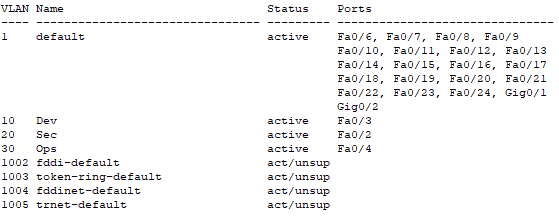 VLAN Name                             Status    Ports
---- -------------------------------- --------- -------------------------------
1    default                          active    Fa0/6, Fa0/7, Fa0/8, Fa0/9
                                                Fa0/10, Fa0/11, Fa0/12, Fa0/13
                                                Fa0/14, Fa0/15, Fa0/16, Fa0/17
                                                Fa0/18, Fa0/19, Fa0/20, Fa0/21
                                                Fa0/22, Fa0/23, Fa0/24, Gig0/1
                                                Gig0/2
10   Dev                              active    Fa0/3
20   Sec                              active    Fa0/2
30   Ops                              active    Fa0/4
1002 fddi-default                     act/unsup
1003 token-ring-default               act/unsup
1004 fddinet-default                  act/unsup
1005 trnet-default                    act/unsup